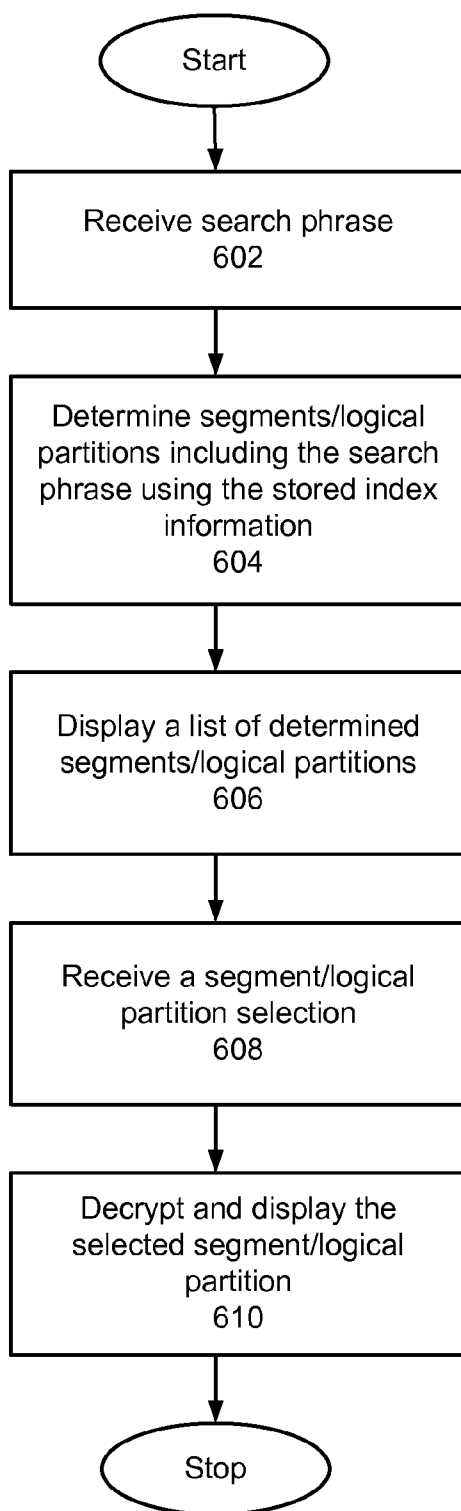 Start
Receive search phrase
602
Determine segments/logical
partitions including the search
phrase using the stored index
information
604
Display a list of determined
segments/logical partitions
606
Receive a segment/logical
partition selection
608
Decrypt and display the
selected segment/logical
partition
610
Stop